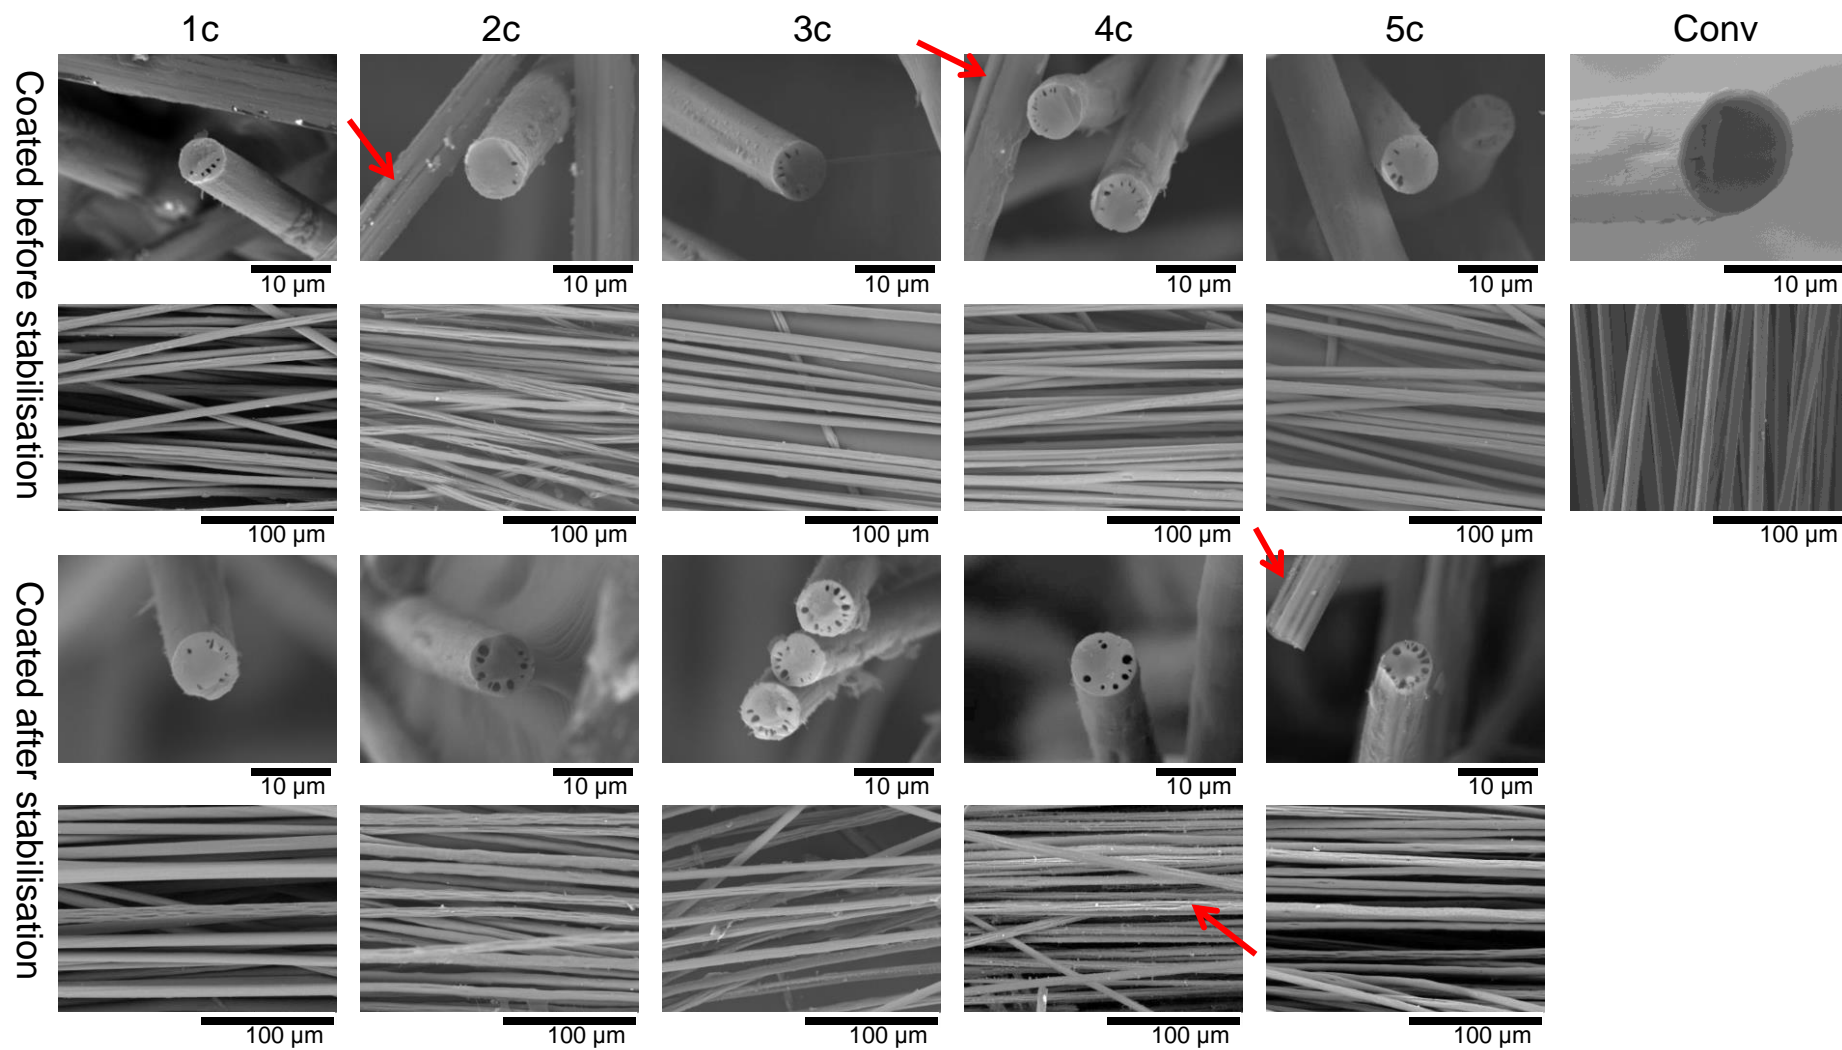 1c 2c 3c 4c 5c Conv
Coated before stabilisation
10 µm 10 µm 10 µm 10 µm 10 µm 10 µm
100 µm 100 µm 100 µm 100 µm 100 µm 100 µm
Coated after stabilisation
10 µm 10 µm 10 µm 10 µm 10 µm
100 µm 100 µm 100 µm 100 µm 100 µm